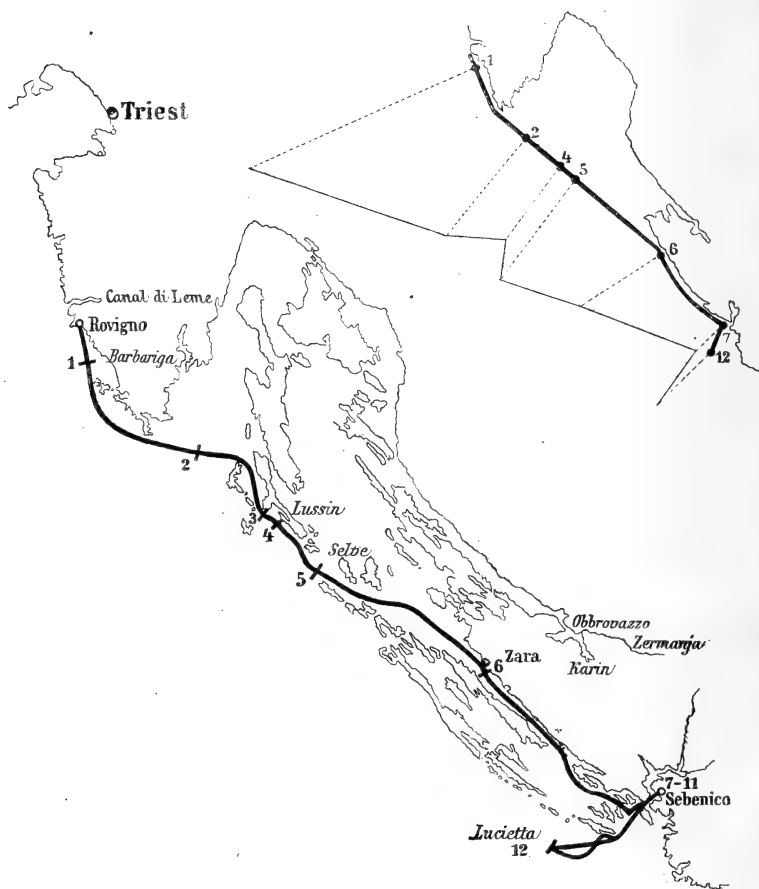 1
Triest
2
4
5
6
7
12
Canal di Leme
Rovigno
1
Barbariga
2
3
Lussin
4
Selve
5
Obbrovazzo
Zermanja
Karin
Zara
6
7-11
Sebenico
Lucietta
12